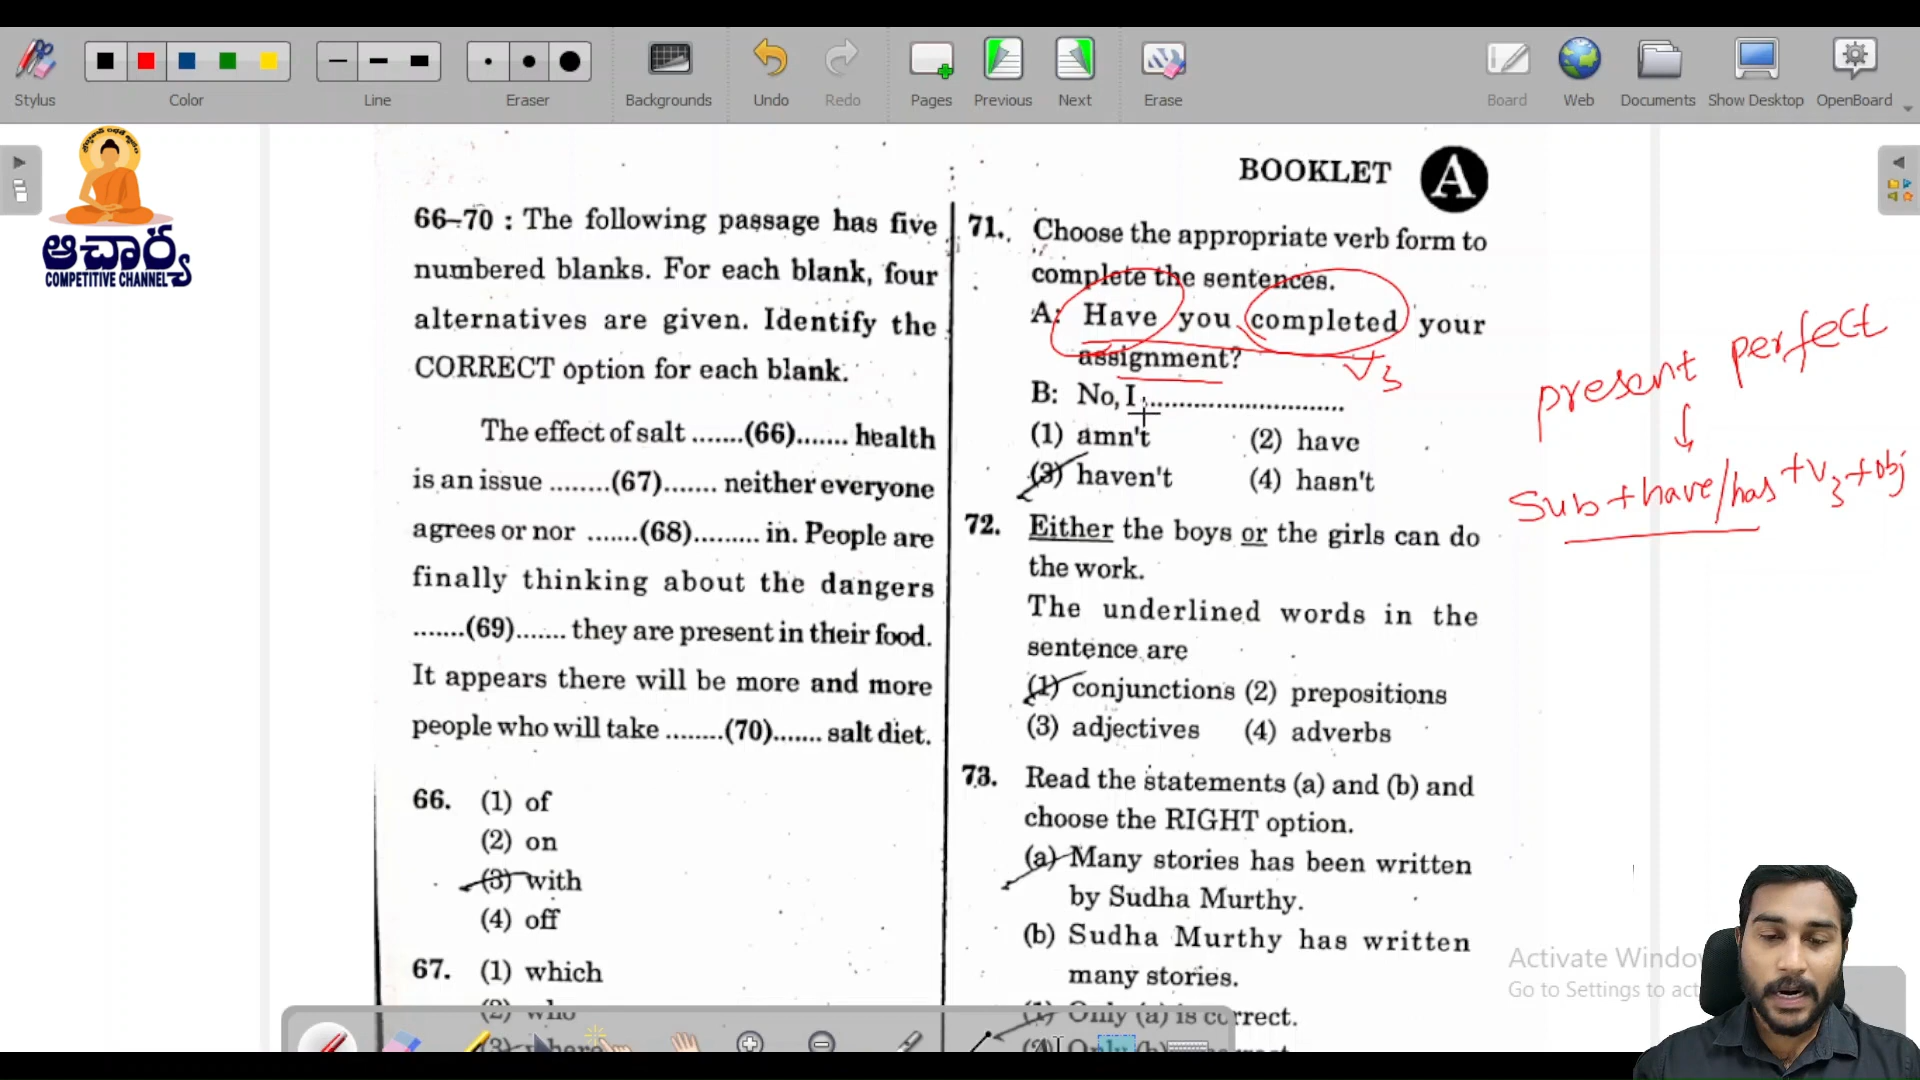 Stylus
Color
Line
Eraser
Backgrounds
Undo
Redo
Pages
Previous
Next
Erase
Board
Web
Documents
Show Desktop
OpenBoard
ఆచార్య
COMPETITIVE CHANNEL
BOOKLET A
66–70 : The following passage has five
numbered blanks. For each blank, four
alternatives are given. Identify the
CORRECT option for each blank.
The effect of salt .......(66)....... health
is an issue ........(67)....... neither everyone
agrees or nor .......(68)......... in. People are
finally thinking about the dangers
.......(69)....... they are present in their food.
It appears there will be more and more
people who will take ........(70)....... salt diet.
66. (1) of
(2) on
(3) with
(4) off
67. (1) which
(2) who
(3) where
71. Choose the appropriate verb form to
complete the sentences.
A: Have you completed your
assignment?
V3
B: No, I ..............................
(1) amn't (2) have
(3) haven't (4) hasn't
72. Either the boys or the girls can do
the work.
The underlined words in the
sentence are
(1) conjunctions (2) prepositions
(3) adjectives (4) adverbs
73. Read the statements (a) and (b) and
choose the RIGHT option.
(a) Many stories has been written
by Sudha Murthy.
(b) Sudha Murthy has written
many stories.
(1) Only (a) is correct.
present perfect
Sub + have/has + V3 + obj
Activate Windo
Go to Settings to act